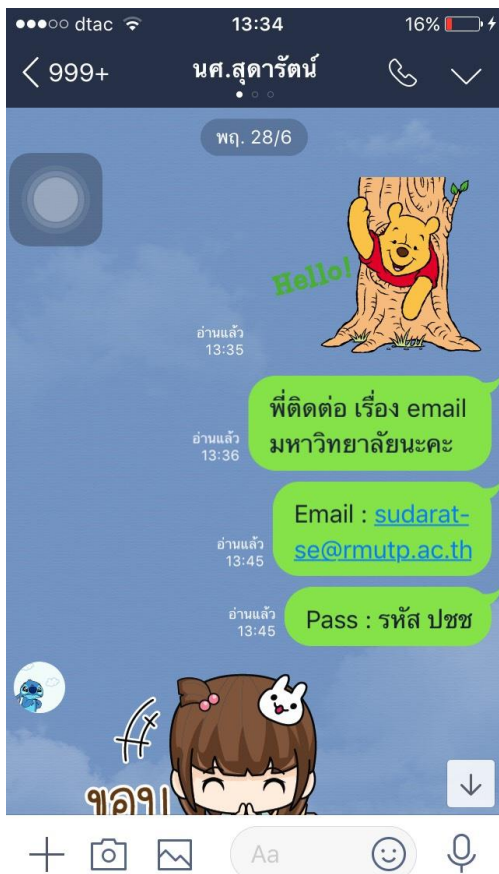 dtac 13:34 16%
999+ นศ.สุดารัตน์
พฤ. 28/6
Hello!
อ่านแล้ว
13:35
พี่ติดต่อ เรื่อง email
มหาวิทยาลัยนะคะ
อ่านแล้ว
13:36
Email : sudarat-
se@rmutp.ac.th
อ่านแล้ว
13:45
Pass : รหัส ปชช
อ่านแล้ว
13:45
ขอบ
Aa